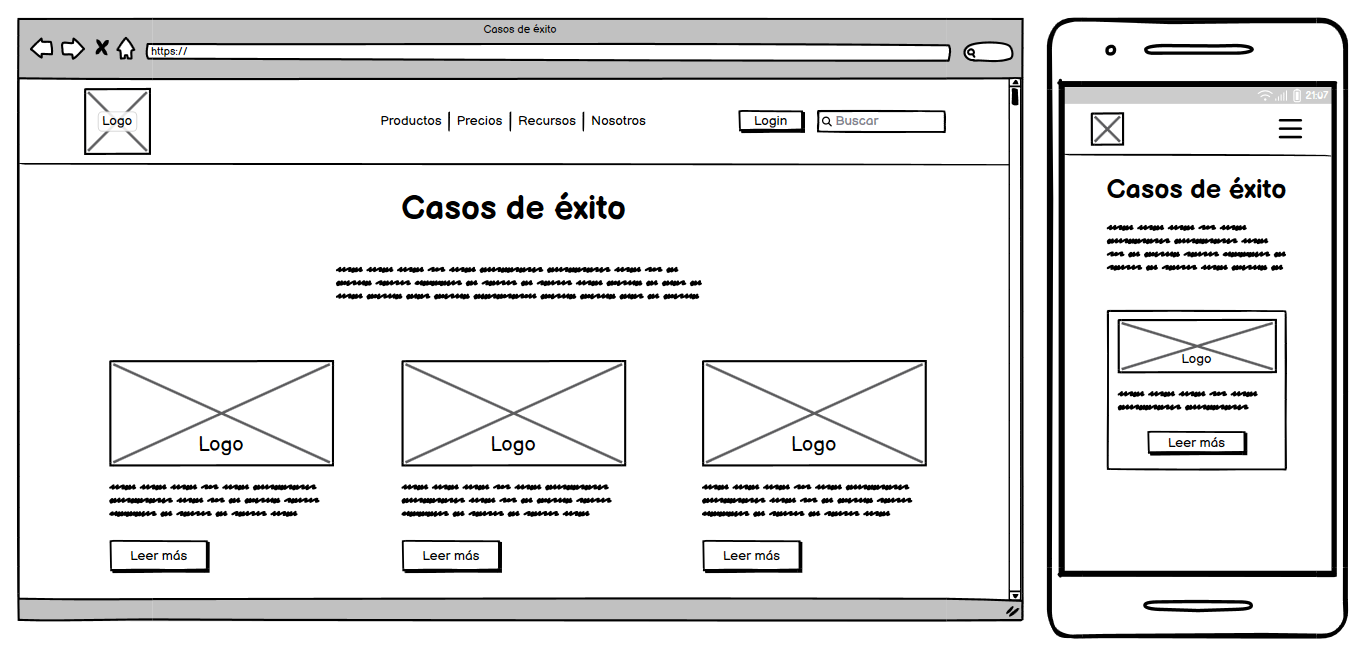 Casos de éxito
https://
Logo
Productos | Precios | Recursos | Nosotros
Login
Buscar
Casos de éxito
Logo
Logo
Logo
Leer más
Leer más
Leer más
21:07
Casos de éxito
Logo
Leer más